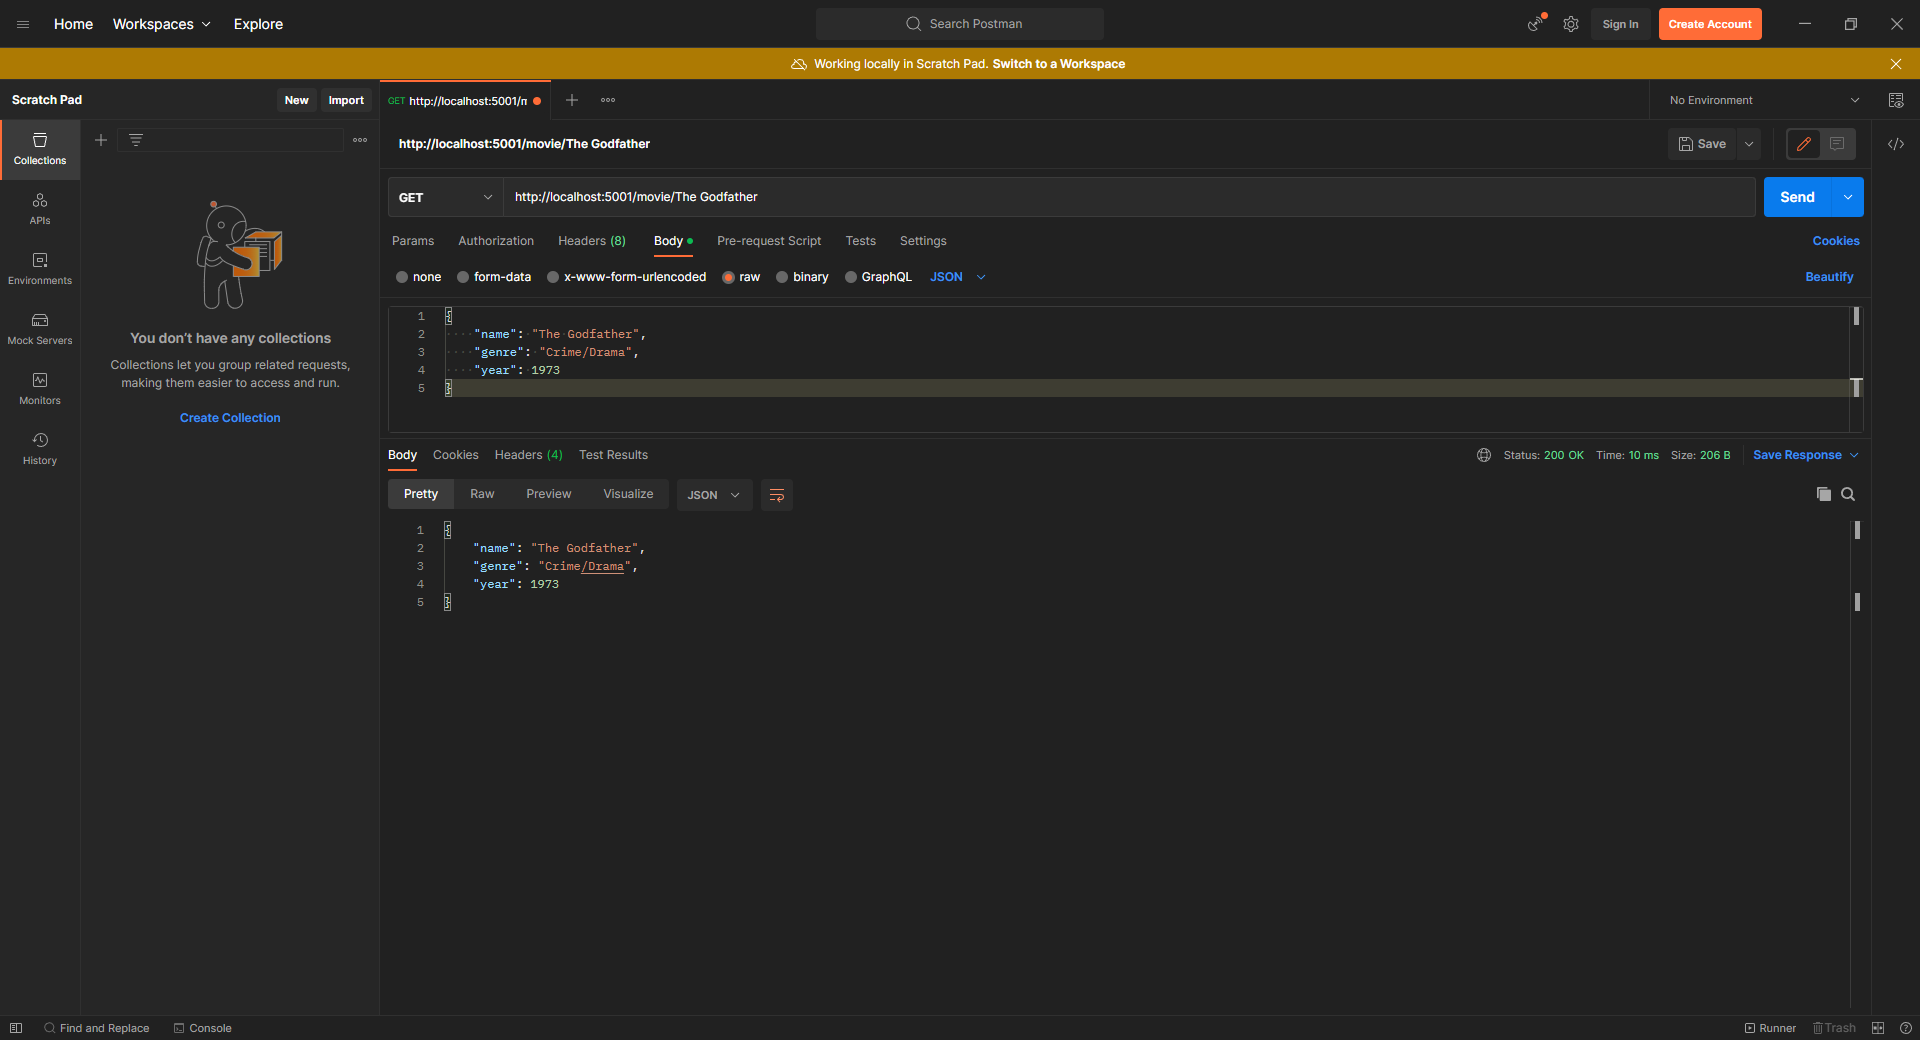 Home Workspaces Explore Search Postman Sign In Create Account
Working locally in Scratch Pad. Switch to a Workspace
Scratch Pad New Import GET http://localhost:5001/n No Environment
Collections
APIs
Environments
Mock Servers
Monitors
History
You don't have any collections
Collections let you group related requests,
making them easier to access and run.
Create Collection
http://localhost:5001/movie/The Godfather Save
GET http://localhost:5001/movie/The Godfather Send
Params Authorization Headers (8) Body Pre-request Script Tests Settings Cookies
none form-data x-www-form-urlencoded raw binary GraphQL JSON Beautify
1 {
2 "name": "The Godfather",
3 "genre": "Crime/Drama",
4 "year": 1973
5 }
Body Cookies Headers (4) Test Results Status: 200 OK Time: 10 ms Size: 206 B Save Response
Pretty Raw Preview Visualize JSON
1 {
2 "name": "The Godfather",
3 "genre": "Crime/Drama",
4 "year": 1973
5 }
Find and Replace Console Runner Trash